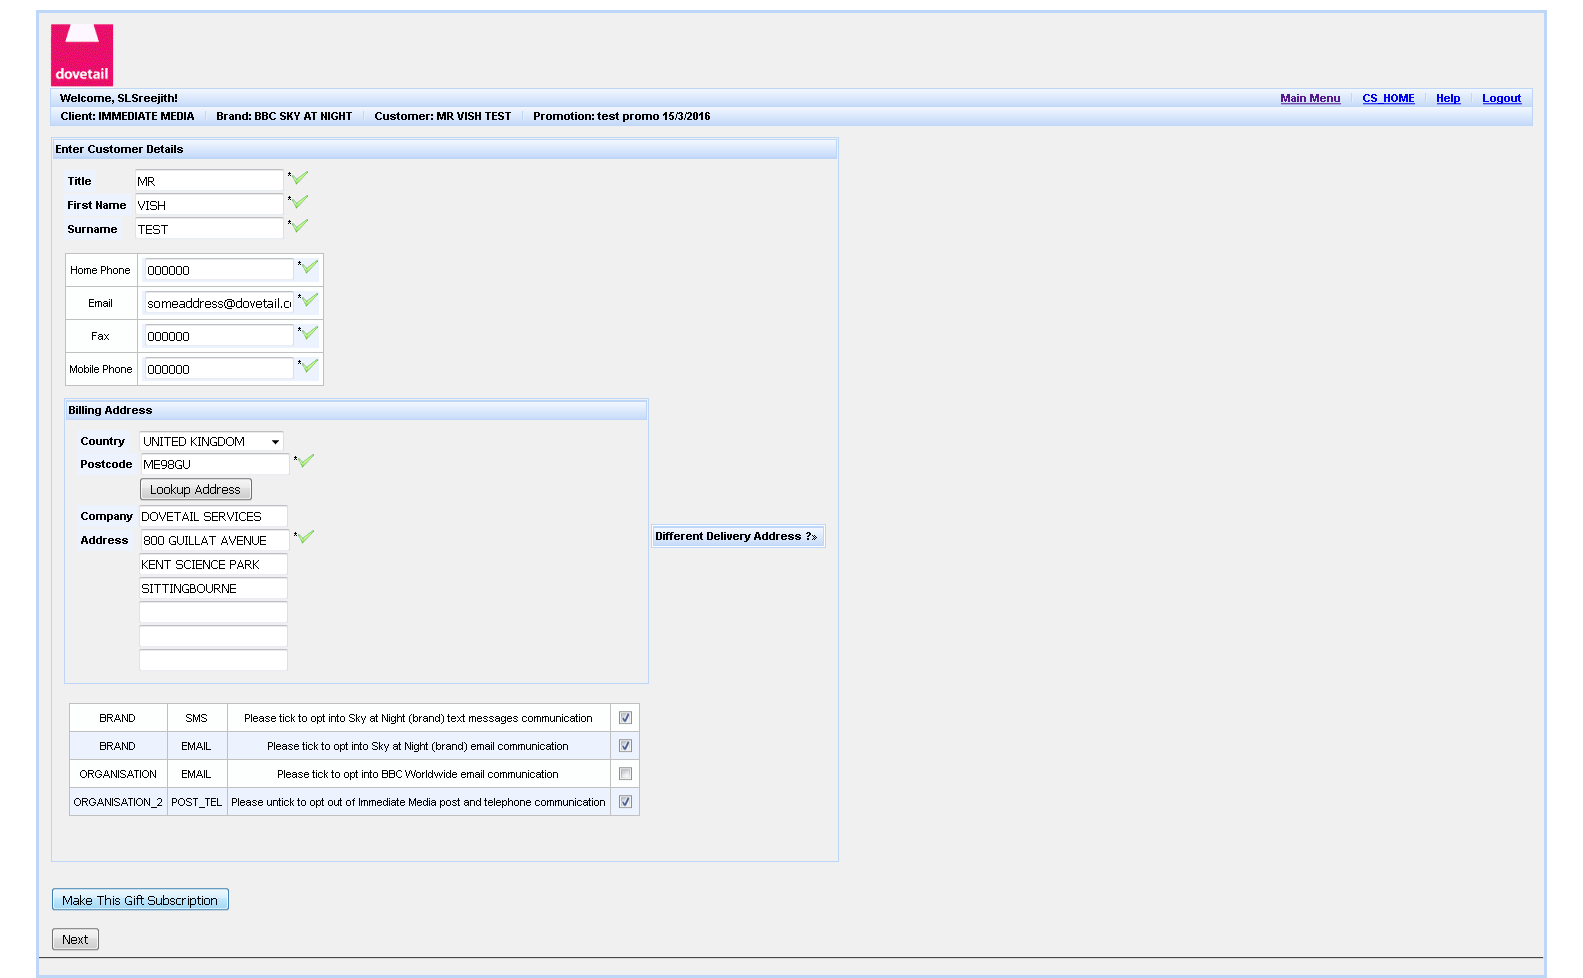 dovetail
Welcome, SLSreejith! Main Menu CS_HOME Help Logout
Client: IMMEDIATE MEDIA Brand: BBC SKY AT NIGHT Customer: MR VISH TEST Promotion: test promo 15/3/2016
Enter Customer Details
Title MR *
First Name VISH *
Surname TEST *
Home Phone 000000 *
Email someaddress@dovetail.co *
Fax 000000 *
Mobile Phone 000000 *
Billing Address
Country UNITED KINGDOM
Postcode ME98GU *
Lookup Address
Company DOVETAIL SERVICES
Address 800 GUILLAT AVENUE *
KENT SCIENCE PARK
SITTINGBOURNE
Different Delivery Address ?»
BRAND SMS Please tick to opt into Sky at Night (brand) text messages communication
BRAND EMAIL Please tick to opt into Sky at Night (brand) email communication
ORGANISATION EMAIL Please tick to opt into BBC Worldwide email communication
ORGANISATION_2 POST_TEL Please untick to opt out of Immediate Media post and telephone communication
Make This Gift Subscription
Next